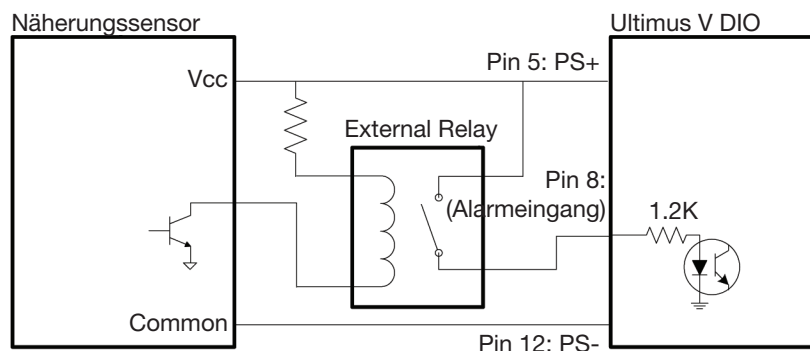 Näherungssensor
Ultimus V DIO
Vcc
Pin 5: PS+
External Relay
Pin 8:
(Alarmeingang)
1.2K
Common
Pin 12: PS-